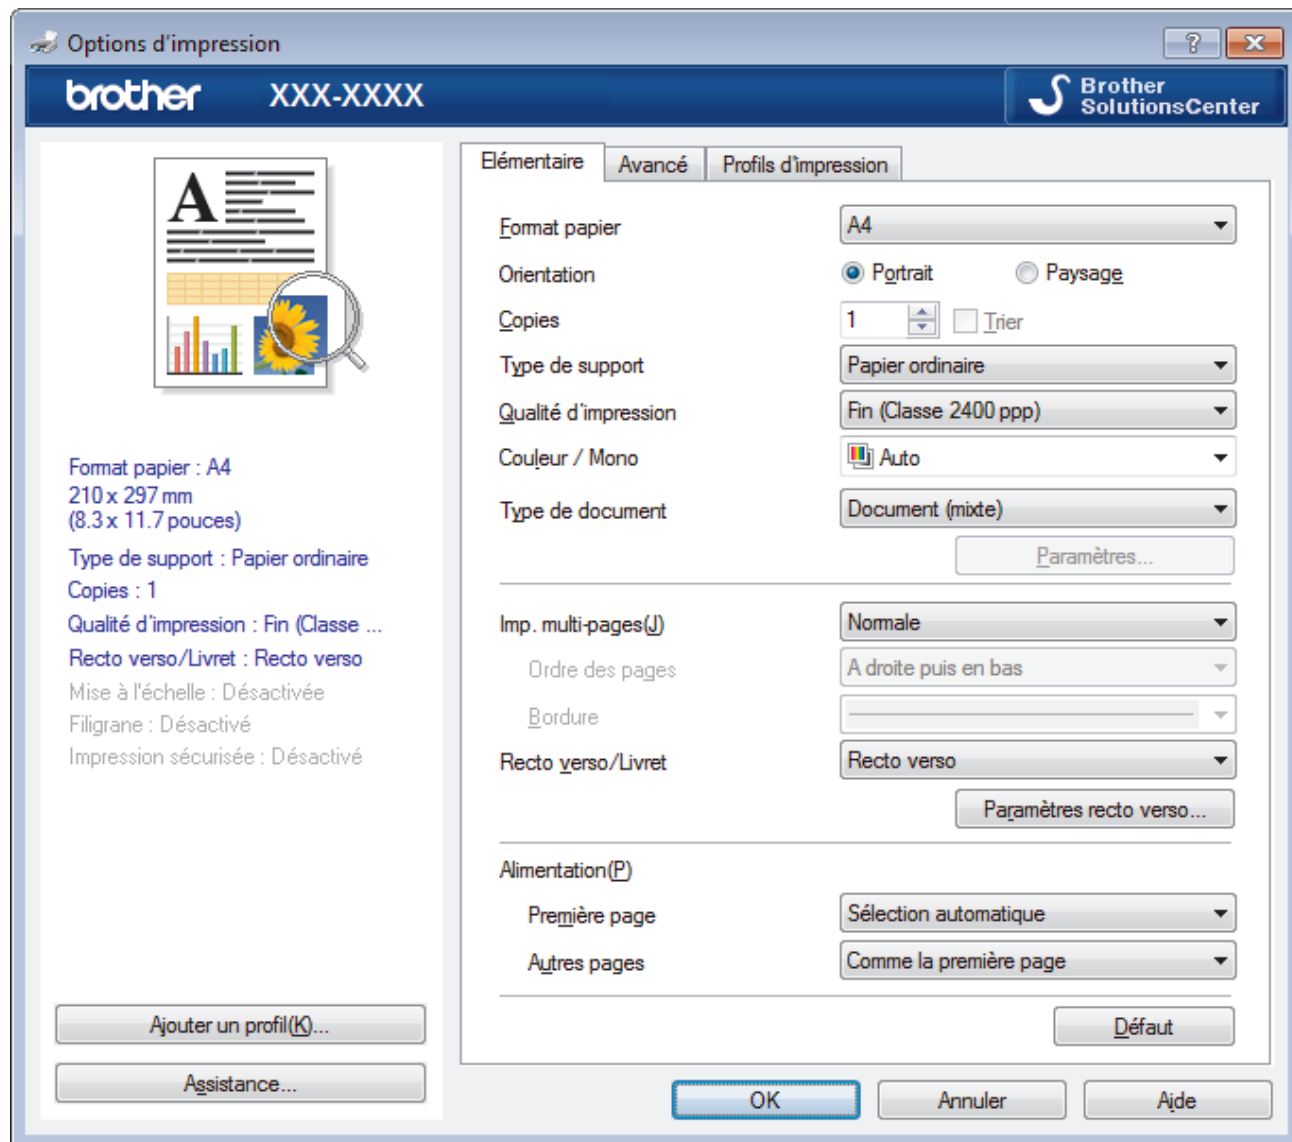 Options d'impression
brother XXX-XXXX
Brother
SolutionsCenter
A
Format papier : A4
210 x 297 mm
(8.3 x 11.7 pouces)
Type de support : Papier ordinaire
Copies : 1
Qualité d'impression : Fin (Classe ...
Recto verso/Livret : Recto verso
Mise à l'échelle : Désactivée
Filigrane : Désactivé
Impression sécurisée : Désactivé
Ajouter un profil(K)...
Assistance...
Elémentaire Avancé Profils d'impression
Format papier A4
Orientation Portrait Paysage
Copies 1 Trier
Type de support Papier ordinaire
Qualité d'impression Fin (Classe 2400 ppp)
Couleur / Mono Auto
Type de document Document (mixte)
Paramètres...
Imp. multi-pages(J) Normale
Ordre des pages A droite puis en bas
Bordure
Recto verso/Livret Recto verso
Paramètres recto verso...
Alimentation(P)
Première page Sélection automatique
Autres pages Comme la première page
Défaut
OK Annuler Aide